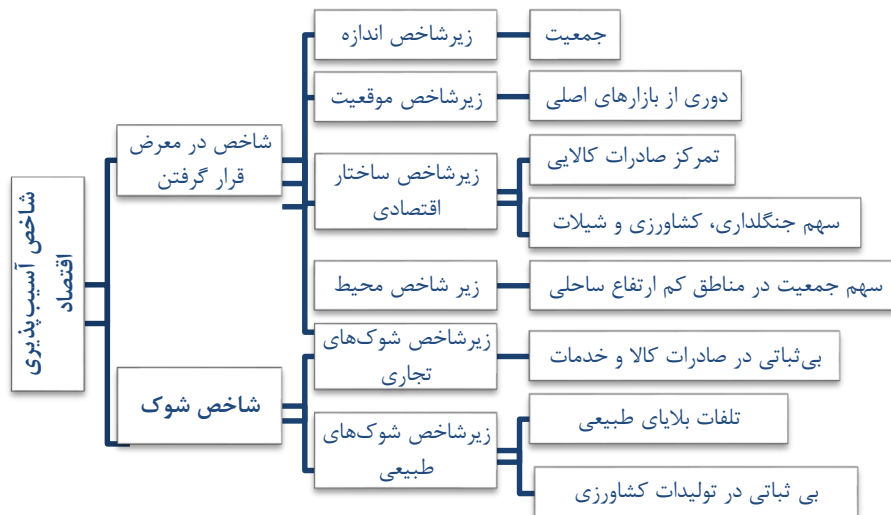 شاخص آسیب‌پذیری
اقتصاد
شاخص در معرض
قرار گرفتن
زیرشاخص اندازه
جمعیت
زیرشاخص موقعیت
دوری از بازارهای اصلی
زیرشاخص ساختار
اقتصادی
تمرکز صادرات کالایی
سهم جنگلداری، کشاورزی و شیلات
زیر شاخص محیط
سهم جمعیت در مناطق کم ارتفاع ساحلی
شاخص شوک
زیرشاخص شوک‌های
تجاری
بی‌ثباتی در صادرات کالا و خدمات
زیرشاخص شوک‌های
طبیعی
تلفات بلایای طبیعی
بی ثباتی در تولیدات کشاورزی